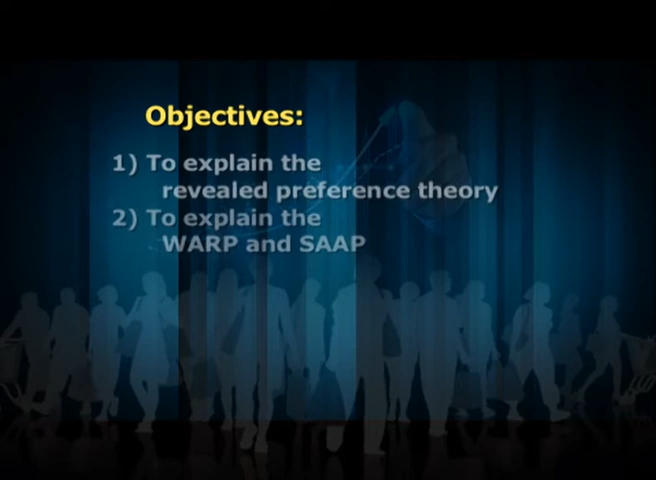 Objectives:
1) To explain the
revealed preference theory
2) To explain the
WARP and SAAP